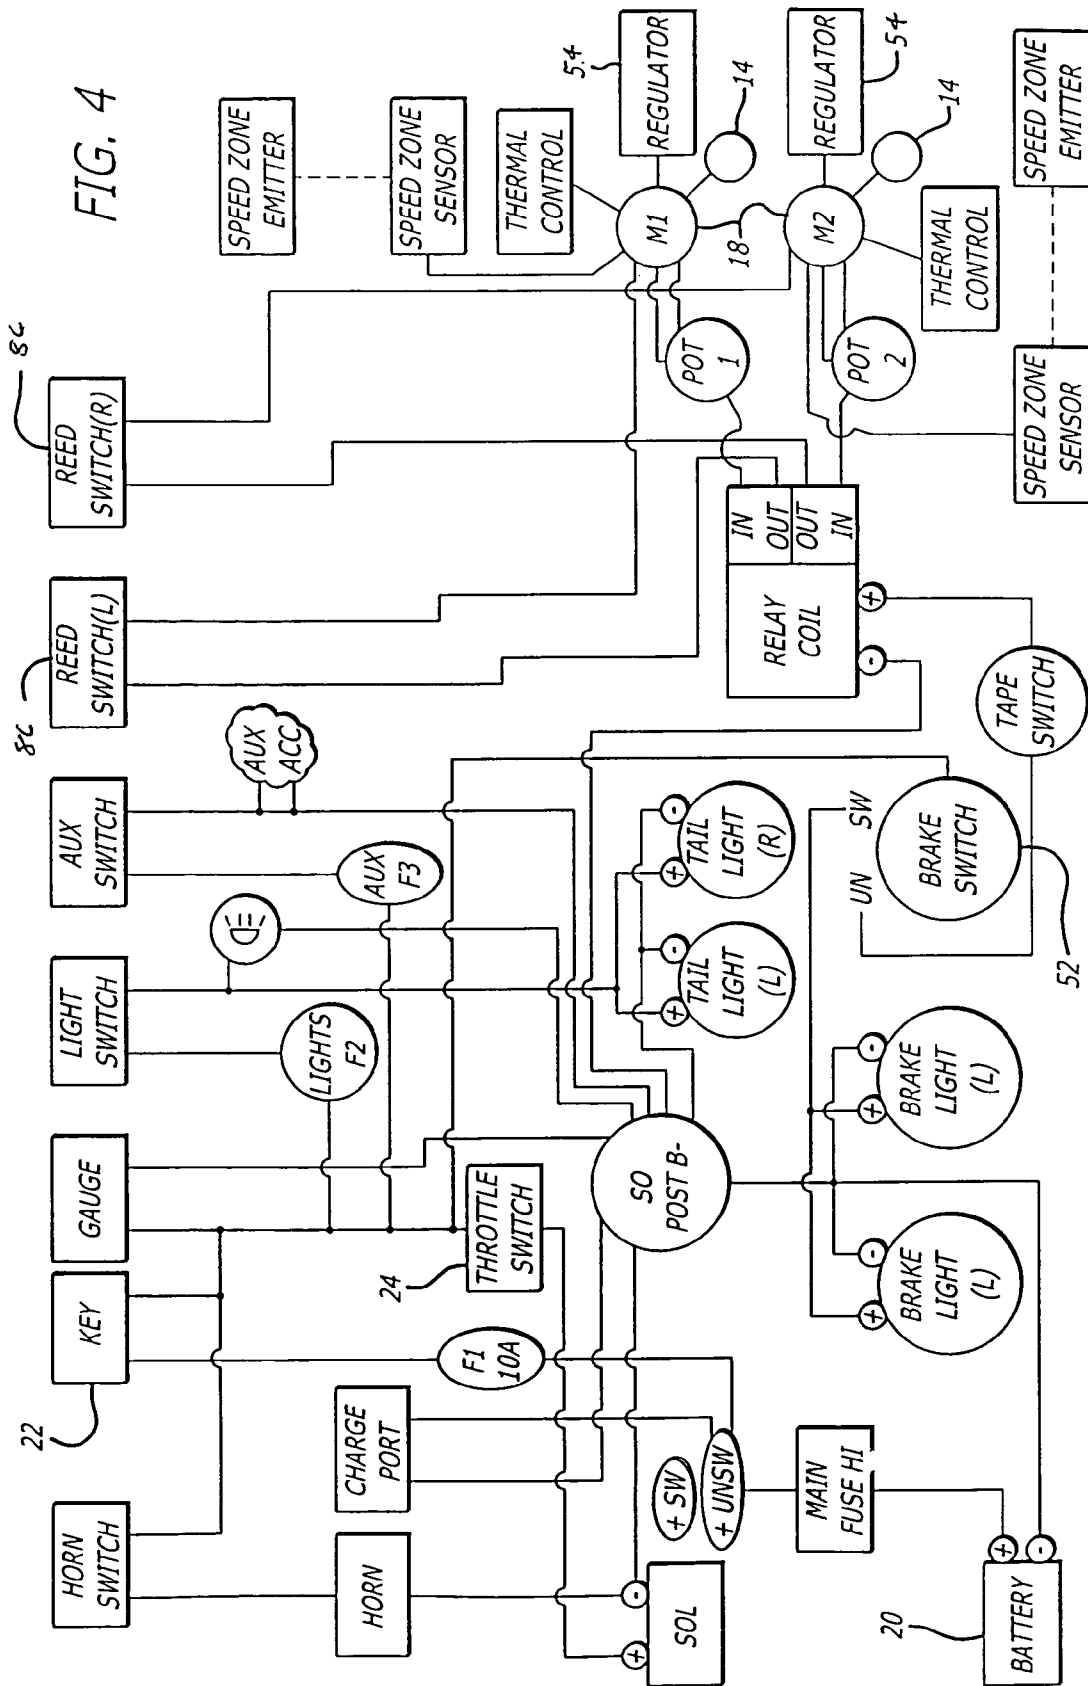 FIG. 4
22
86
86
HORN
SWITCH
KEY
GAUGE
LIGHT
SWITCH
AUX
SWITCH
REED
SWITCH(L)
REED
SWITCH(R)
AUX
ACC
SPEED ZONE
EMITTER
HORN
CHARGE
PORT
LIGHTS
F2
AUX
F3
SPEED ZONE
SENSOR
24
F1
10A
THROTTLE
SWITCH
THERMAL
CONTROL
54
+
SOL
-
+ SW
+ UNSW
SO
POST B-
+
TAIL
LIGHT
(L)
-
+
TAIL
LIGHT
(R)
-
POT
1
M1
REGULATOR
14
18
MAIN
FUSE HI
RELAY
COIL
IN
OUT
OUT
IN
-
+
POT
2
M2
REGULATOR
54
14
+
BRAKE
LIGHT
(L)
-
+
BRAKE
LIGHT
(L)
-
UN
SW
BRAKE
SWITCH
52
THERMAL
CONTROL
20
BATTERY
+
-
TAPE
SWITCH
SPEED ZONE
SENSOR
SPEED ZONE
EMITTER